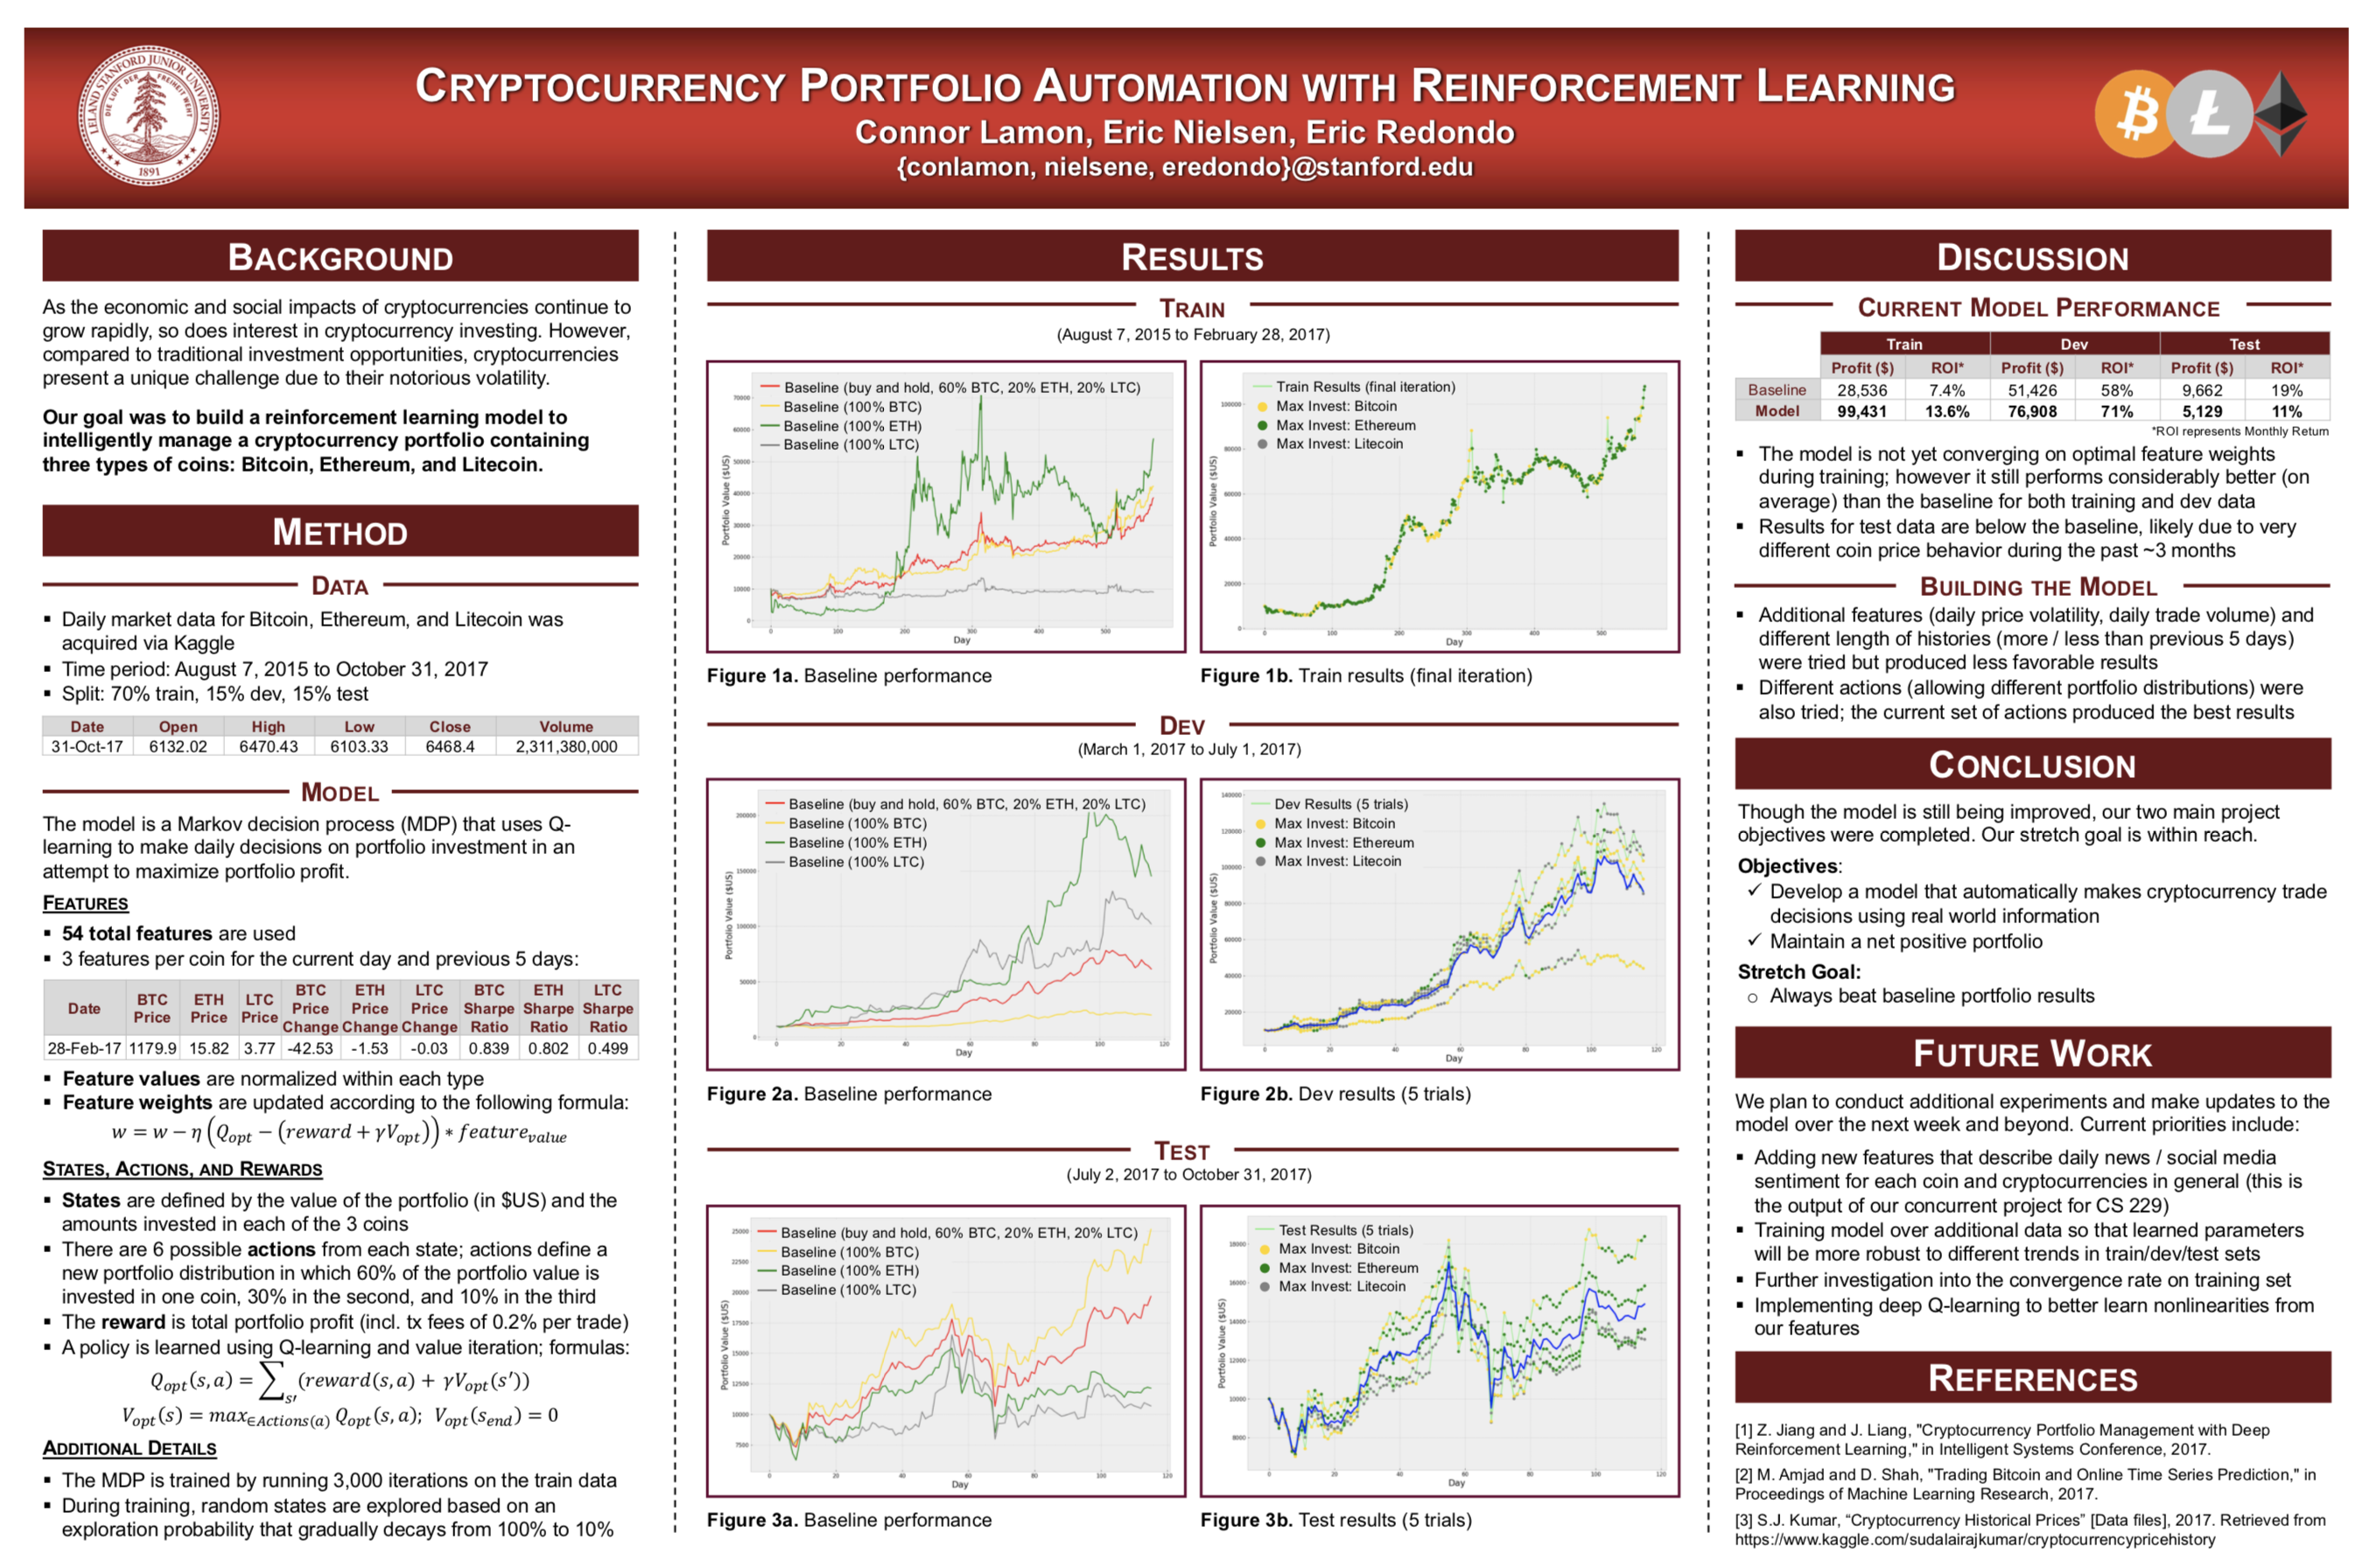 CRYPTOCURRENCY PORTFOLIO AUTOMATION WITH REINFORCEMENT LEARNING
Connor Lamon, Eric Nielsen, Eric Redondo
{conlamon, nielsene, eredondo}@stanford.edu
LELAND STANFORD JUNIOR UNIVERSITY
DIE LUFT DER FREIHEIT WEHT
1891
BACKGROUND
As the economic and social impacts of cryptocurrencies continue to
grow rapidly, so does interest in cryptocurrency investing. However,
compared to traditional investment opportunities, cryptocurrencies
present a unique challenge due to their notorious volatility.
Our goal was to build a reinforcement learning model to
intelligently manage a cryptocurrency portfolio containing
three types of coins: Bitcoin, Ethereum, and Litecoin.
METHOD
DATA
▪ Daily market data for Bitcoin, Ethereum, and Litecoin was
acquired via Kaggle
▪ Time period: August 7, 2015 to October 31, 2017
▪ Split: 70% train, 15% dev, 15% test
Date Open High Low Close Volume
31-Oct-17 6132.02 6470.43 6103.33 6468.4 2,311,380,000
MODEL
The model is a Markov decision process (MDP) that uses Q-
learning to make daily decisions on portfolio investment in an
attempt to maximize portfolio profit.
FEATURES
▪ 54 total features are used
▪ 3 features per coin for the current day and previous 5 days:
Date BTC Price ETH Price LTC Price BTC Price Change ETH Price Change LTC Price Change BTC Sharpe Ratio ETH Sharpe Ratio LTC Sharpe Ratio
28-Feb-17 1179.9 15.82 3.77 -42.53 -1.53 -0.03 0.839 0.802 0.499
▪ Feature values are normalized within each type
▪ Feature weights are updated according to the following formula:
w = w − η (Q_opt − (reward + γV_opt)) ∗ feature_value
STATES, ACTIONS, AND REWARDS
▪ States are defined by the value of the portfolio (in $US) and the
amounts invested in each of the 3 coins
▪ There are 6 possible actions from each state; actions define a
new portfolio distribution in which 60% of the portfolio value is
invested in one coin, 30% in the second, and 10% in the third
▪ The reward is total portfolio profit (incl. tx fees of 0.2% per trade)
▪ A policy is learned using Q-learning and value iteration; formulas:
Q_opt(s, a) = ∑_s′ (reward(s, a) + γV_opt(s′))
V_opt(s) = max_∈Actions(a) Q_opt(s, a); V_opt(s_end) = 0
ADDITIONAL DETAILS
▪ The MDP is trained by running 3,000 iterations on the train data
▪ During training, random states are explored based on an
exploration probability that gradually decays from 100% to 10%
RESULTS
TRAIN
(August 7, 2015 to February 28, 2017)
Baseline (buy and hold, 60% BTC, 20% ETH, 20% LTC)
Baseline (100% BTC)
Baseline (100% ETH)
Baseline (100% LTC)
Portfolio Value ($US)
70000
60000
50000
40000
30000
20000
10000
0
0 100 200 300 400 500
Day
Figure 1a. Baseline performance
Train Results (final iteration)
Max Invest: Bitcoin
Max Invest: Ethereum
Max Invest: Litecoin
Portfolio Value ($US)
100000
80000
60000
40000
20000
0
0 100 200 300 400 500
Day
Figure 1b. Train results (final iteration)
DEV
(March 1, 2017 to July 1, 2017)
Baseline (buy and hold, 60% BTC, 20% ETH, 20% LTC)
Baseline (100% BTC)
Baseline (100% ETH)
Baseline (100% LTC)
Portfolio Value ($US)
200000
150000
100000
50000
0
0 20 40 60 80 100 120
Day
Figure 2a. Baseline performance
Dev Results (5 trials)
Max Invest: Bitcoin
Max Invest: Ethereum
Max Invest: Litecoin
Portfolio Value ($US)
140000
120000
100000
80000
60000
40000
20000
0 20 40 60 80 100 120
Day
Figure 2b. Dev results (5 trials)
TEST
(July 2, 2017 to October 31, 2017)
Baseline (buy and hold, 60% BTC, 20% ETH, 20% LTC)
Baseline (100% BTC)
Baseline (100% ETH)
Baseline (100% LTC)
Portfolio Value ($US)
25000
22500
20000
17500
15000
12500
10000
7500
0 20 40 60 80 100 120
Day
Figure 3a. Baseline performance
Test Results (5 trials)
Max Invest: Bitcoin
Max Invest: Ethereum
Max Invest: Litecoin
Portfolio Value ($US)
18000
16000
14000
12000
10000
8000
0 20 40 60 80 100 120
Day
Figure 3b. Test results (5 trials)
DISCUSSION
CURRENT MODEL PERFORMANCE
Train Dev Test
Profit ($) ROI* Profit ($) ROI* Profit ($) ROI*
Baseline 28,536 7.4% 51,426 58% 9,662 19%
Model 99,431 13.6% 76,908 71% 5,129 11%
*ROI represents Monthly Return
▪ The model is not yet converging on optimal feature weights
during training; however it still performs considerably better (on
average) than the baseline for both training and dev data
▪ Results for test data are below the baseline, likely due to very
different coin price behavior during the past ~3 months
BUILDING THE MODEL
▪ Additional features (daily price volatility, daily trade volume) and
different length of histories (more / less than previous 5 days)
were tried but produced less favorable results
▪ Different actions (allowing different portfolio distributions) were
also tried; the current set of actions produced the best results
CONCLUSION
Though the model is still being improved, our two main project
objectives were completed. Our stretch goal is within reach.
Objectives:
✓ Develop a model that automatically makes cryptocurrency trade
decisions using real world information
✓ Maintain a net positive portfolio
Stretch Goal:
○ Always beat baseline portfolio results
FUTURE WORK
We plan to conduct additional experiments and make updates to the
model over the next week and beyond. Current priorities include:
▪ Adding new features that describe daily news / social media
sentiment for each coin and cryptocurrencies in general (this is
the output of our concurrent project for CS 229)
▪ Training model over additional data so that learned parameters
will be more robust to different trends in train/dev/test sets
▪ Further investigation into the convergence rate on training set
▪ Implementing deep Q-learning to better learn nonlinearities from
our features
REFERENCES
[1] Z. Jiang and J. Liang, "Cryptocurrency Portfolio Management with Deep
Reinforcement Learning," in Intelligent Systems Conference, 2017.
[2] M. Amjad and D. Shah, "Trading Bitcoin and Online Time Series Prediction," in
Proceedings of Machine Learning Research, 2017.
[3] S.J. Kumar, “Cryptocurrency Historical Prices” [Data files], 2017. Retrieved from
https://www.kaggle.com/sudalairajkumar/cryptocurrencypricehistory